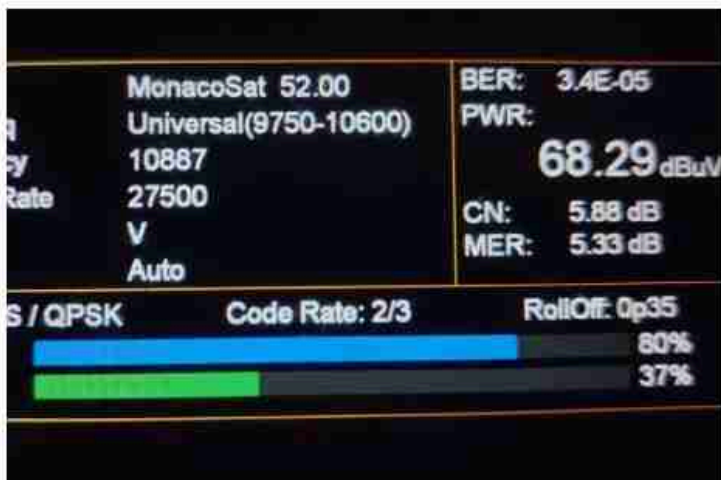 MonacoSat 52.00
q Universal(9750-10600)
cy 10887
Rate 27500
V
Auto
BER: 3.4E-05
PWR:
68.29 dBuV
CN: 5.88 dB
MER: 5.33 dB
S / QPSK Code Rate: 2/3 RollOff: 0p35
80%
37%